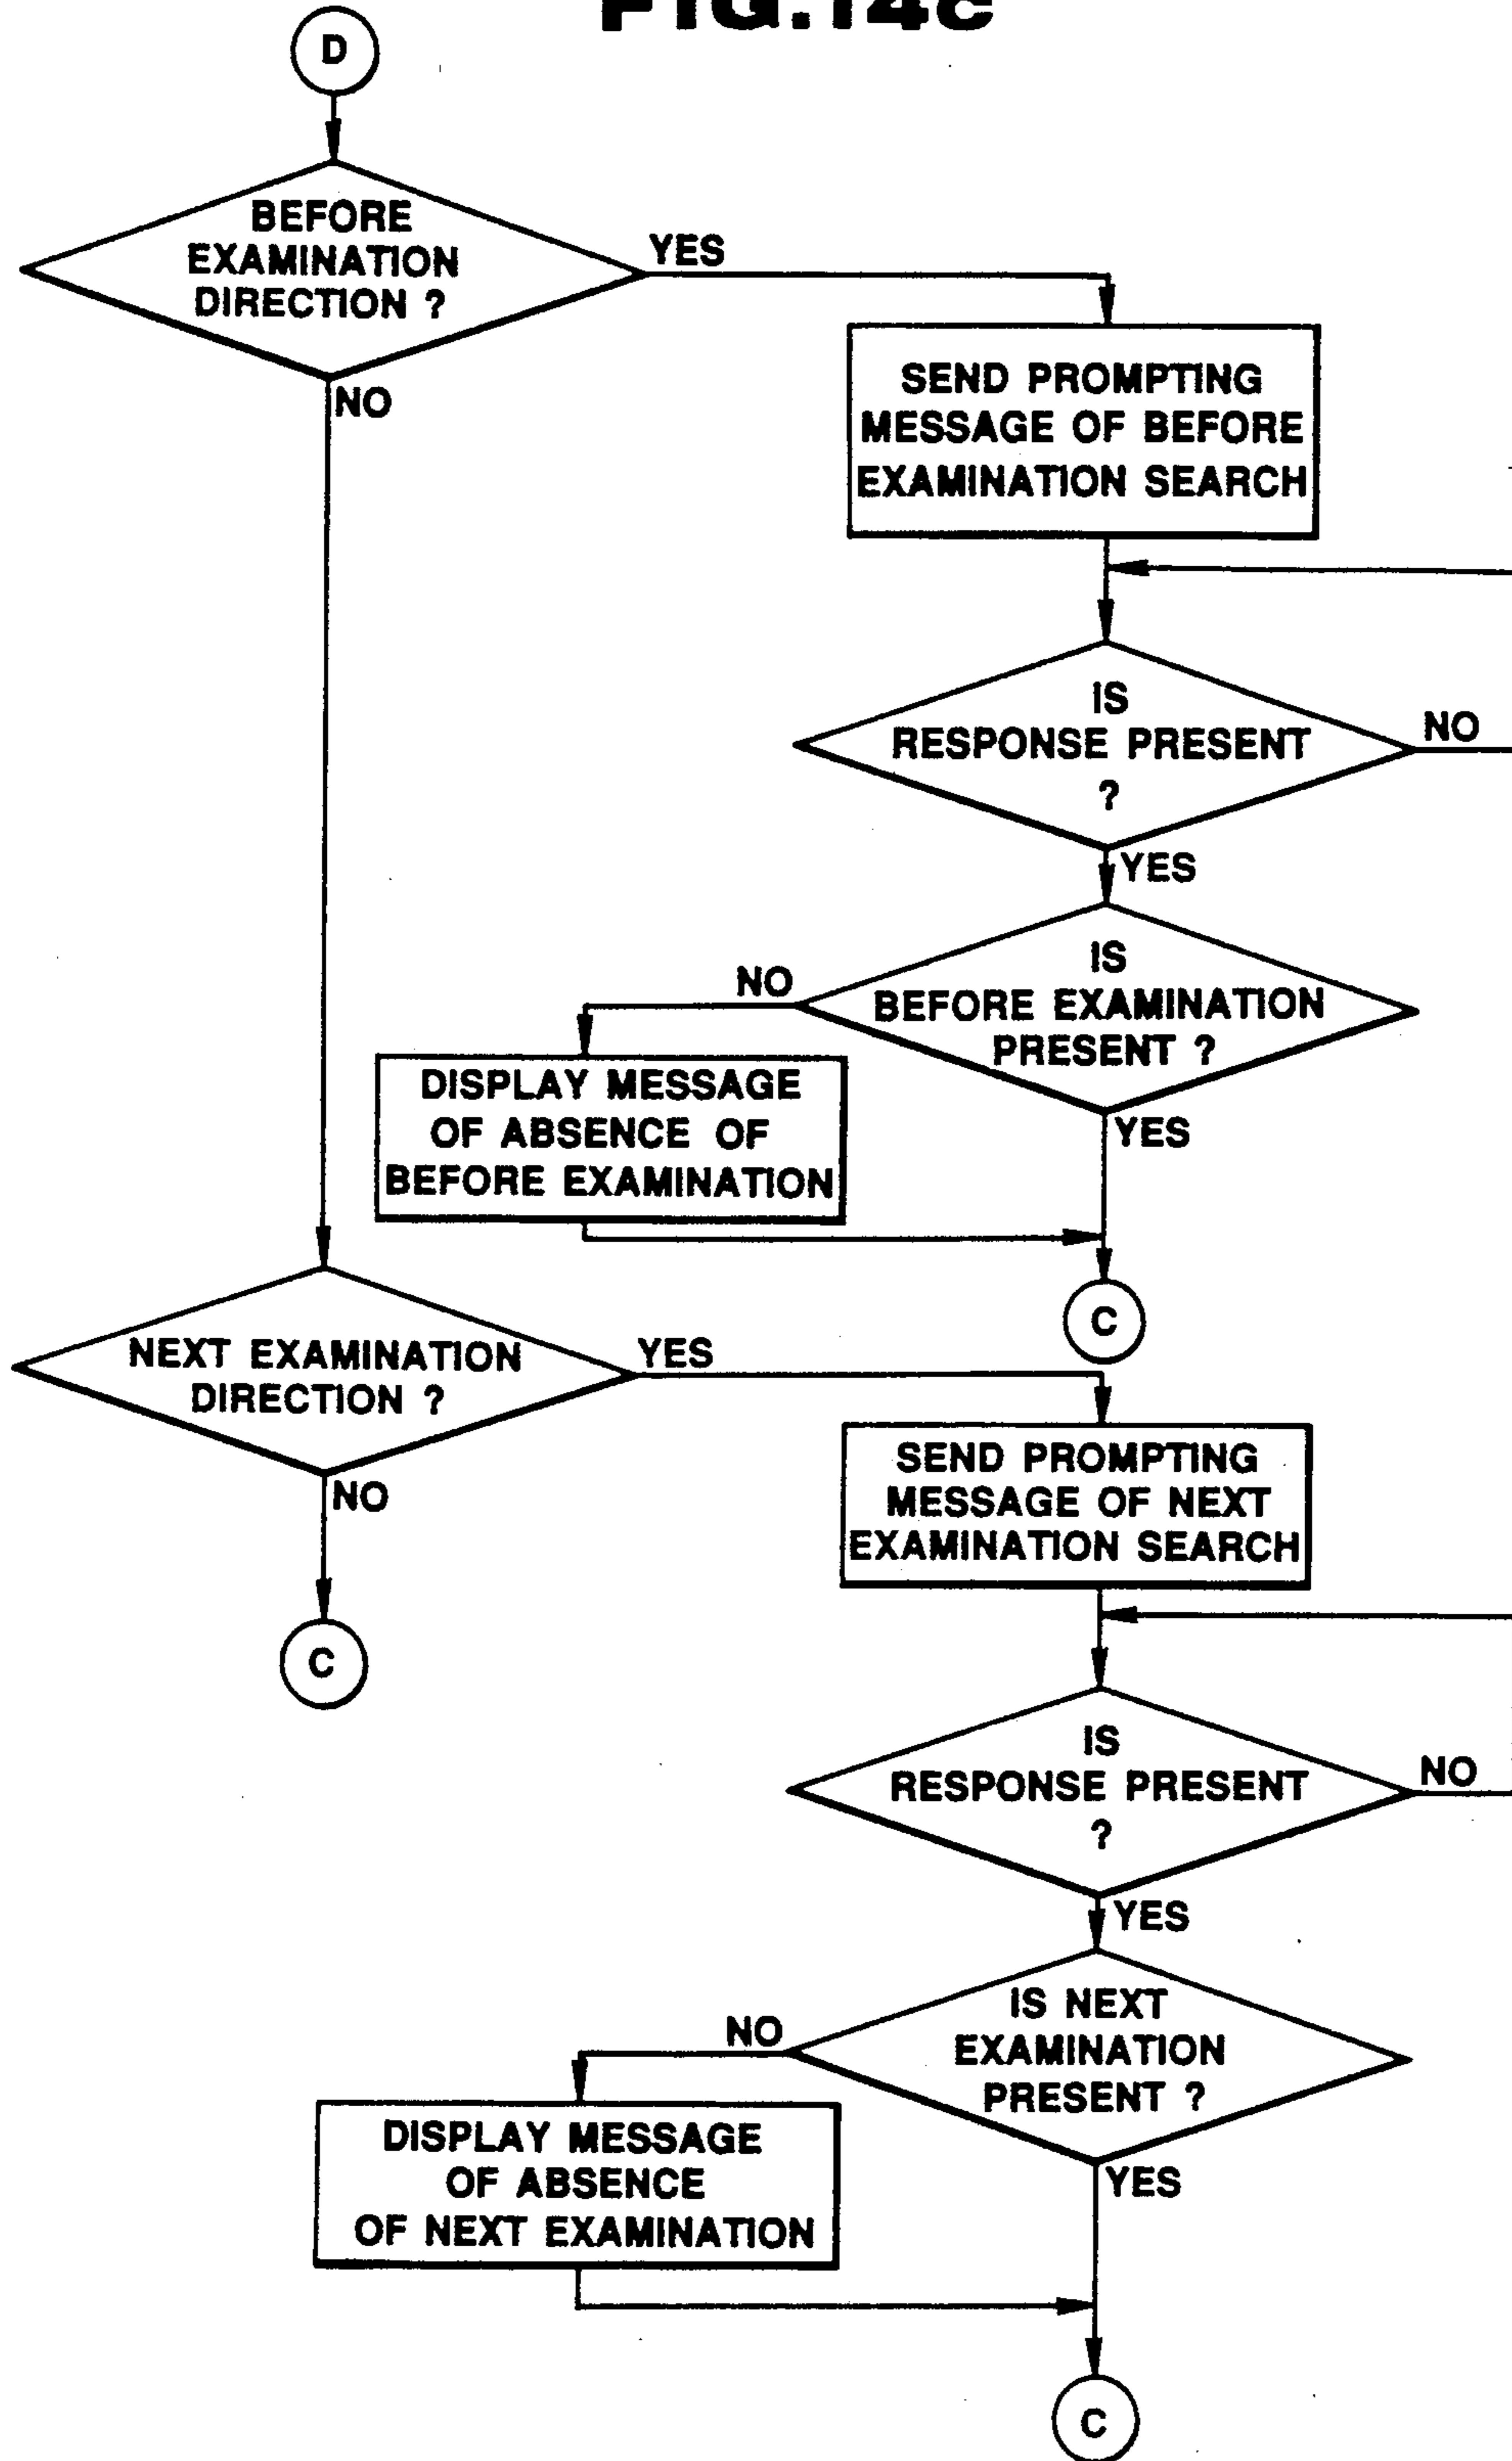 FIG.14c
D
BEFORE
EXAMINATION
DIRECTION ?
YES
NO
SEND PROMPTING
MESSAGE OF BEFORE
EXAMINATION SEARCH
IS
RESPONSE PRESENT
?
NO
YES
IS
BEFORE EXAMINATION
PRESENT ?
NO
YES
DISPLAY MESSAGE
OF ABSENCE OF
BEFORE EXAMINATION
C
NEXT EXAMINATION
DIRECTION ?
YES
NO
C
SEND PROMPTING
MESSAGE OF NEXT
EXAMINATION SEARCH
IS
RESPONSE PRESENT
?
NO
YES
IS NEXT
EXAMINATION
PRESENT ?
NO
YES
DISPLAY MESSAGE
OF ABSENCE
OF NEXT EXAMINATION
C